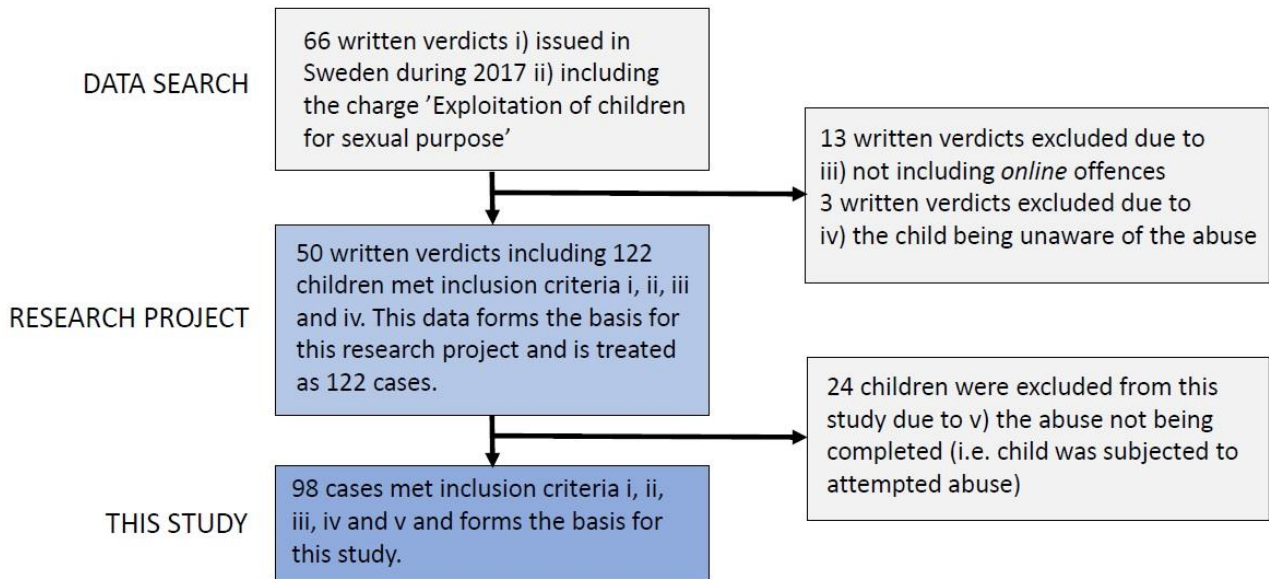 DATA SEARCH
66 written verdicts i) issued in
Sweden during 2017 ii) including
the charge ’Exploitation of children
for sexual purpose’
13 written verdicts excluded due to
iii) not including online offences
3 written verdicts excluded due to
iv) the child being unaware of the abuse
RESEARCH PROJECT
50 written verdicts including 122
children met inclusion criteria i, ii, iii
and iv. This data forms the basis for
this research project and is treated
as 122 cases.
24 children were excluded from this
study due to v) the abuse not being
completed (i.e. child was subjected to
attempted abuse)
THIS STUDY
98 cases met inclusion criteria i, ii,
iii, iv and v and forms the basis for
this study.